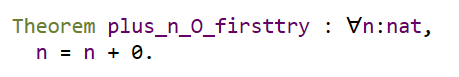 Theorem plus_n_O_firsttry : ∀n:nat,
n = n + 0.